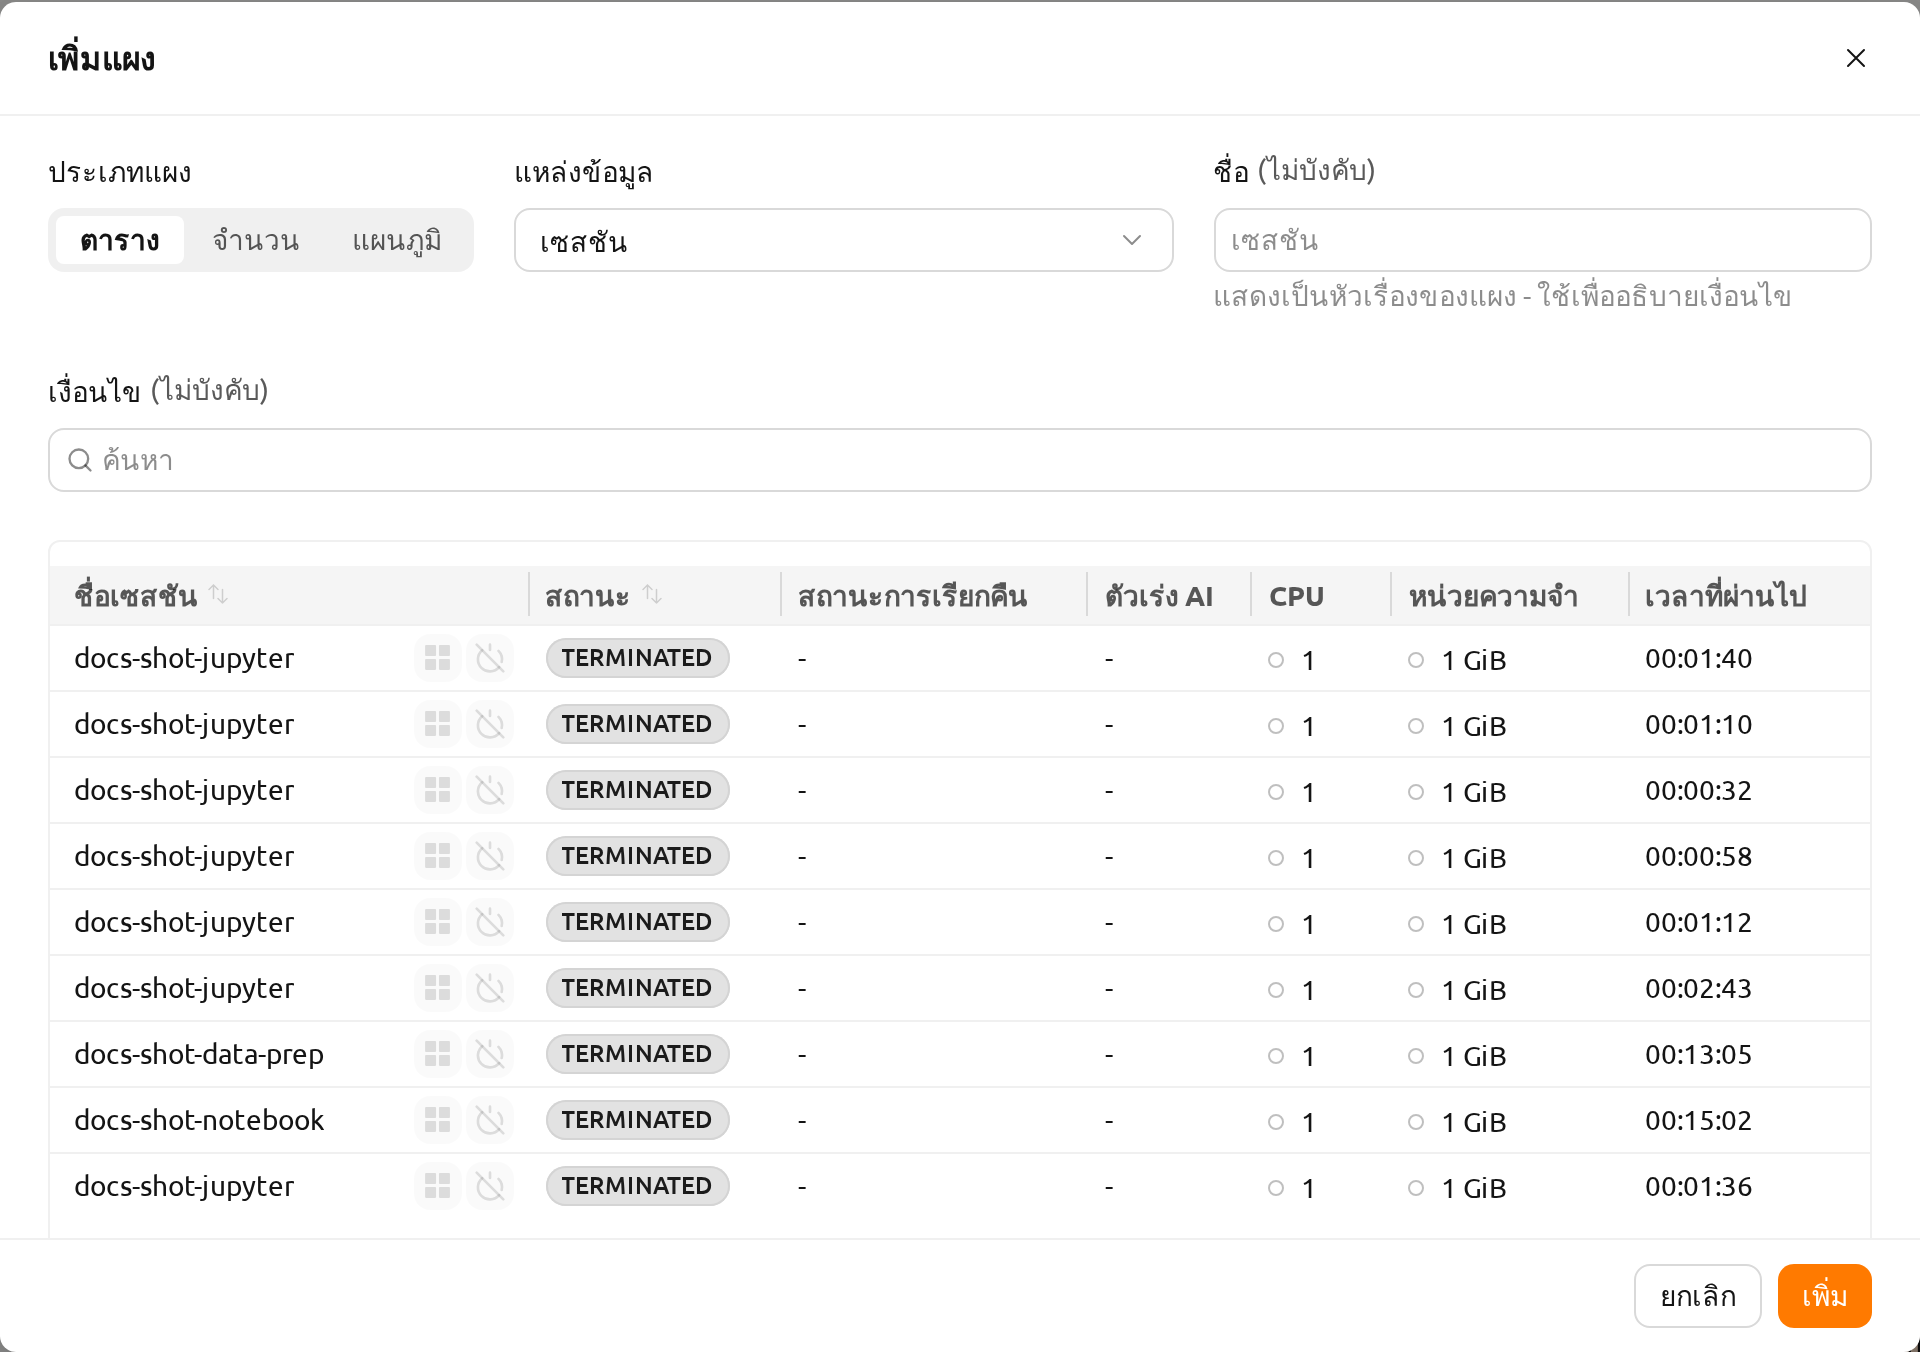 เพิ่มแผง
ประเภทแผง
แหล่งข้อมูล
ชื่อ (ไม่บังคับ)
ตาราง จำนวน แผนภูมิ
เซสชัน
เซสชัน
แสดงเป็นหัวเรื่องของแผง - ใช้เพื่ออธิบายเงื่อนไข
เงื่อนไข (ไม่บังคับ)
ค้นหา
ชื่อเซสชัน สถานะ สถานะการเรียกคืน ตัวเร่ง AI CPU หน่วยความจำ เวลาที่ผ่านไป
docs-shot-jupyter TERMINATED - - 1 1 GiB 00:01:40
docs-shot-jupyter TERMINATED - - 1 1 GiB 00:01:10
docs-shot-jupyter TERMINATED - - 1 1 GiB 00:00:32
docs-shot-jupyter TERMINATED - - 1 1 GiB 00:00:58
docs-shot-jupyter TERMINATED - - 1 1 GiB 00:01:12
docs-shot-jupyter TERMINATED - - 1 1 GiB 00:02:43
docs-shot-data-prep TERMINATED - - 1 1 GiB 00:13:05
docs-shot-notebook TERMINATED - - 1 1 GiB 00:15:02
docs-shot-jupyter TERMINATED - - 1 1 GiB 00:01:36
ยกเลิก เพิ่ม